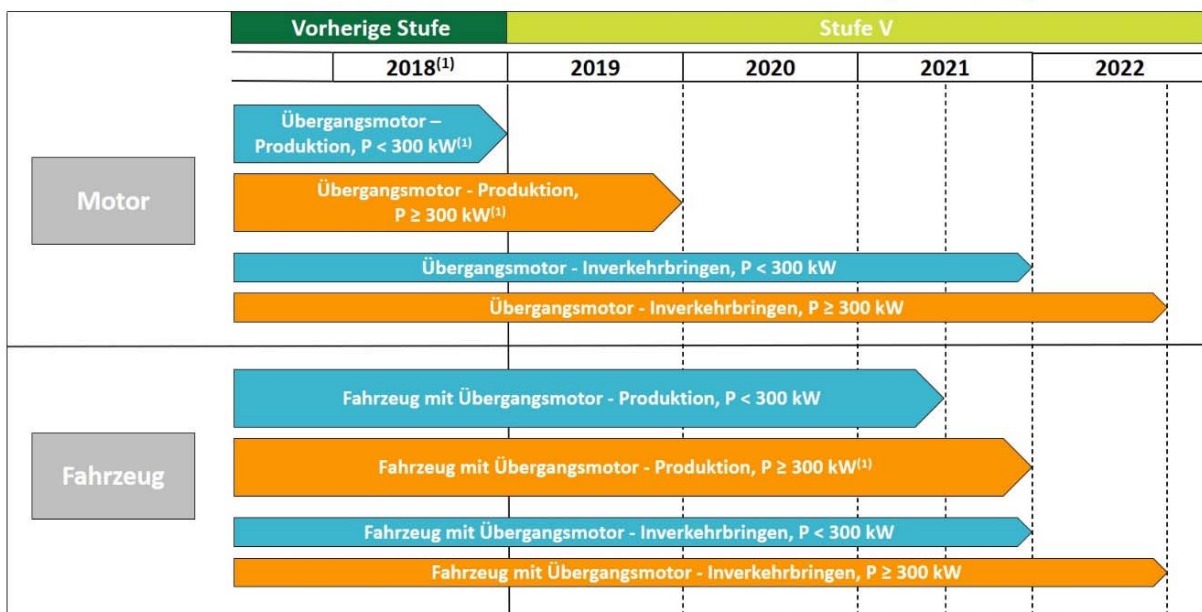 Vorherige Stufe
Stufe V
2018(1)
2019
2020
2021
2022
Motor
Übergangsmotor –
Produktion, P < 300 kW(1)
Übergangsmotor - Produktion,
P ≥ 300 kW(1)
Übergangsmotor - Inverkehrbringen, P < 300 kW
Übergangsmotor - Inverkehrbringen, P ≥ 300 kW
Fahrzeug
Fahrzeug mit Übergangsmotor - Produktion, P < 300 kW
Fahrzeug mit Übergangsmotor - Produktion, P ≥ 300 kW(1)
Fahrzeug mit Übergangsmotor - Inverkehrbringen, P < 300 kW
Fahrzeug mit Übergangsmotor - Inverkehrbringen, P ≥ 300 kW